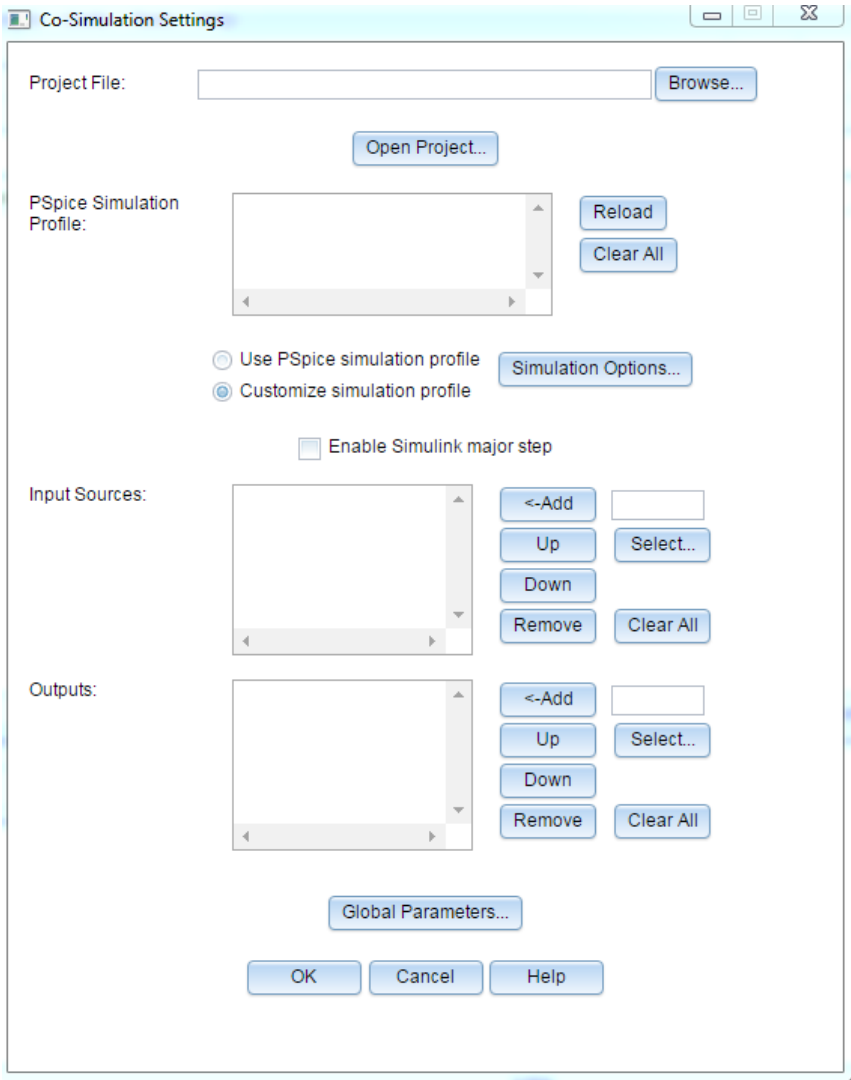 Co-Simulation Settings
Project File:
Browse...
Open Project...
PSpice Simulation
Profile:
Reload
Clear All
Use PSpice simulation profile
Customize simulation profile
Simulation Options...
Enable Simulink major step
Input Sources:
<-Add
Up
Select...
Down
Remove
Clear All
Outputs:
<-Add
Up
Select...
Down
Remove
Clear All
Global Parameters...
OK
Cancel
Help